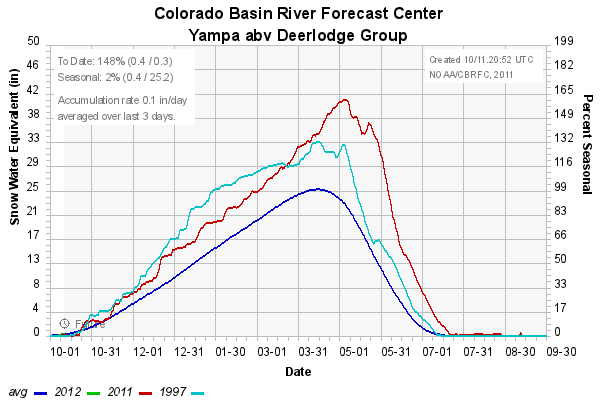 Colorado Basin River Forecast Center
Yampa abv Deerlodge Group
To Date: 148% (0.4 / 0.3)
Seasonal: 2% (0.4 / 25.2)
Accumulation rate 0.1 in/day
averaged over last 3 days.
Created 10/11.20:52 UTC
NOAA/CBRFC, 2011
Snow Water Equivalent (in)
50
46
42
38
33
29
25
21
17
13
8
4
0
Percent Seasonal
199
182
166
149
132
116
99
83
66
50
33
17
0
Future
10-01 10-31 12-01 12-31 01-30 03-01 03-31 05-01 05-31 07-01 07-31 08-30 09-30
Date
avg 2012 2011 1997